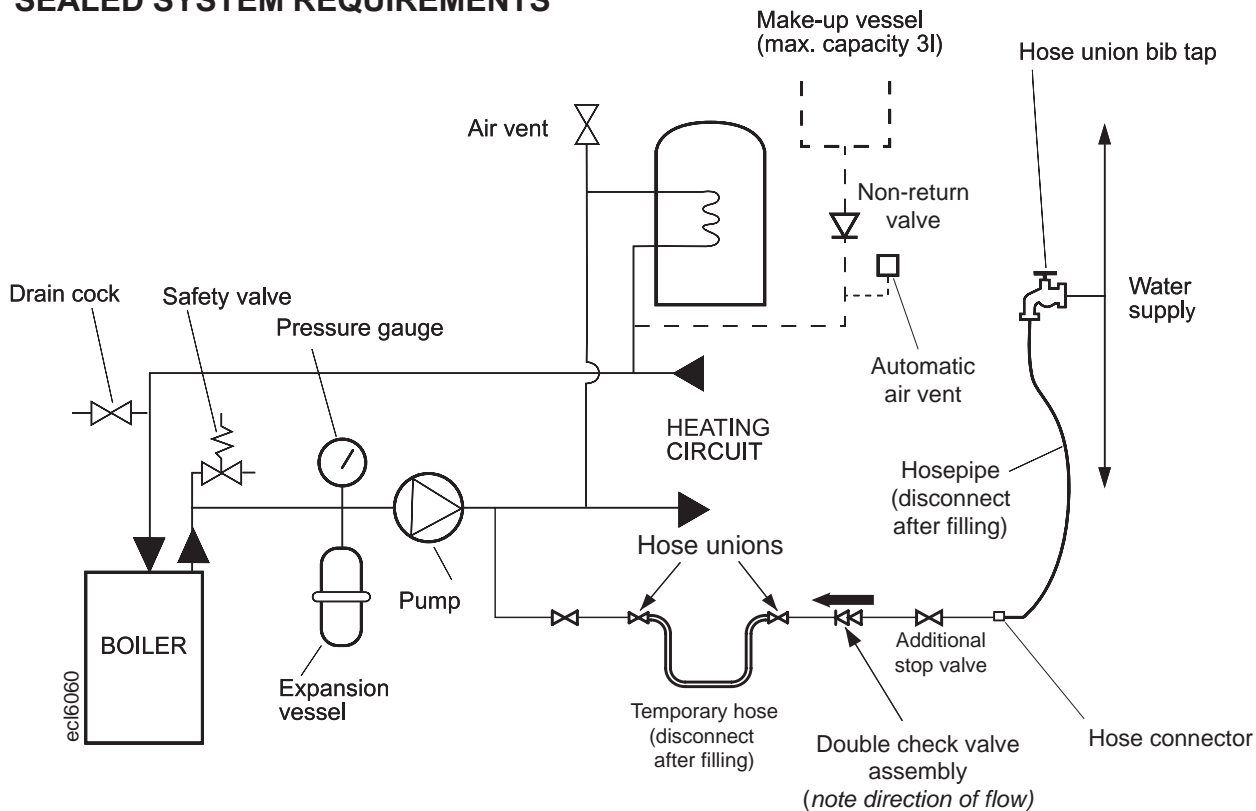 SEALED SYSTEM REQUIREMENTS
Make-up vessel
(max. capacity 3l)
Hose union bib tap
Air vent
Non-return
valve
Drain cock
Safety valve
Pressure gauge
Water
supply
Automatic
air vent
HEATING
CIRCUIT
Hosepipe
(disconnect
after filling)
Hose unions
Pump
BOILER
Additional
stop valve
ecl6060
Expansion
vessel
Temporary hose
(disconnect
after filling)
Double check valve
assembly
(note direction of flow)
Hose connector